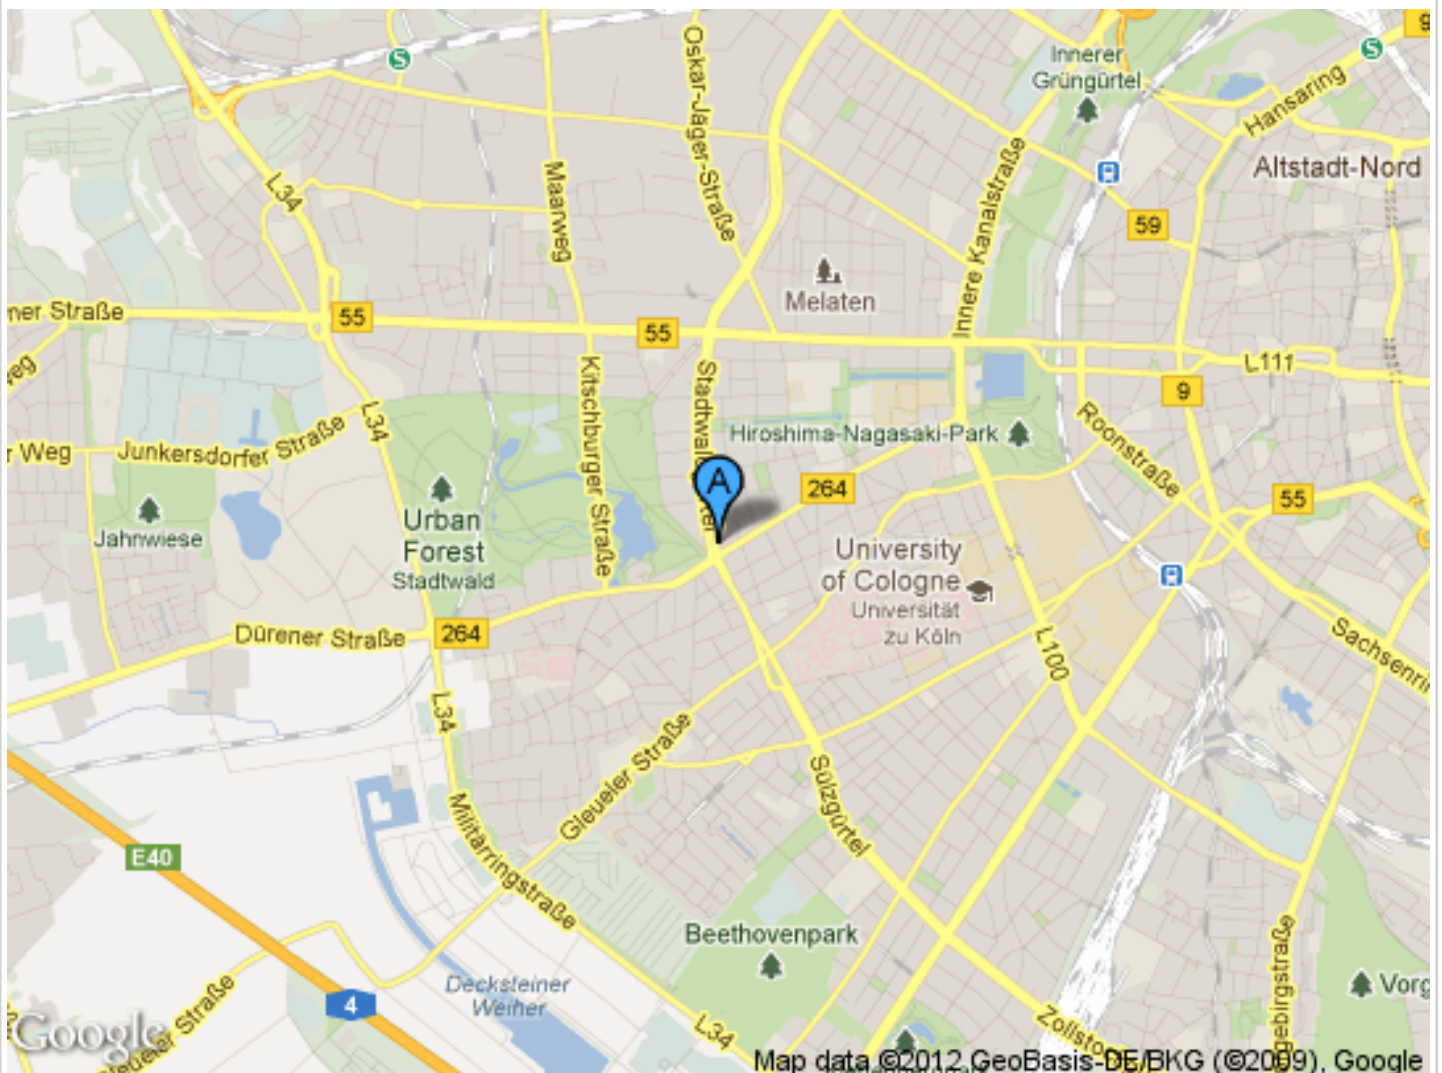 Oskar-Jäger-Straße
Innerer
Grüngürtel
S
S
9
Hansaring
Altstadt-Nord
L34
Maarweg
Innere Kanalstraße
59
Melaten
ner Straße
55
55
L111
eg
Kitschburger Straße
9
L34
Roonstraße
r Weg
Junkersdorfer Straße
Hiroshima-Nagasaki-Park
A
264
55
Jahnwiese
Urban
Forest
Stadtwald
University
of Cologne
Universität
zu Köln
Dürener Straße
264
L100
Sachsenri
L34
Gleueler Straße
Sülzgürtel
Militärringstraße
E40
Beethovenpark
gebirgstraße
Decksteiner
Weiher
Vorg
4
L34
Google
Map data ©2012 GeoBasis-DE/BKG (©2009), Google